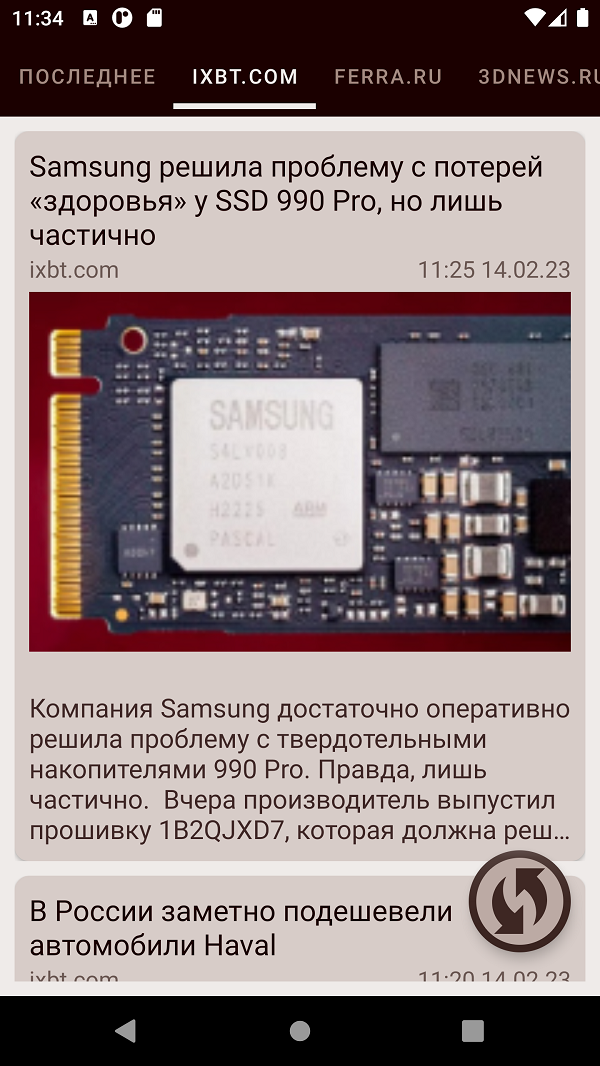 11:34
ПОСЛЕДНЕЕ IXBT.COM FERRA.RU 3DNEWS.RU
Samsung решила проблему с потерей
«здоровья» у SSD 990 Pro, но лишь
частично
ixbt.com 11:25 14.02.23
SAMSUNG
S4LV008
A2051K
H2225 ARM
PASCAL
Компания Samsung достаточно оперативно
решила проблему с твердотельными
накопителями 990 Pro. Правда, лишь
частично. Вчера производитель выпустил
прошивку 1B2QJXD7, которая должна реш...
В России заметно подешевели
автомобили Haval
ixbt.com 11:20 14.02.23